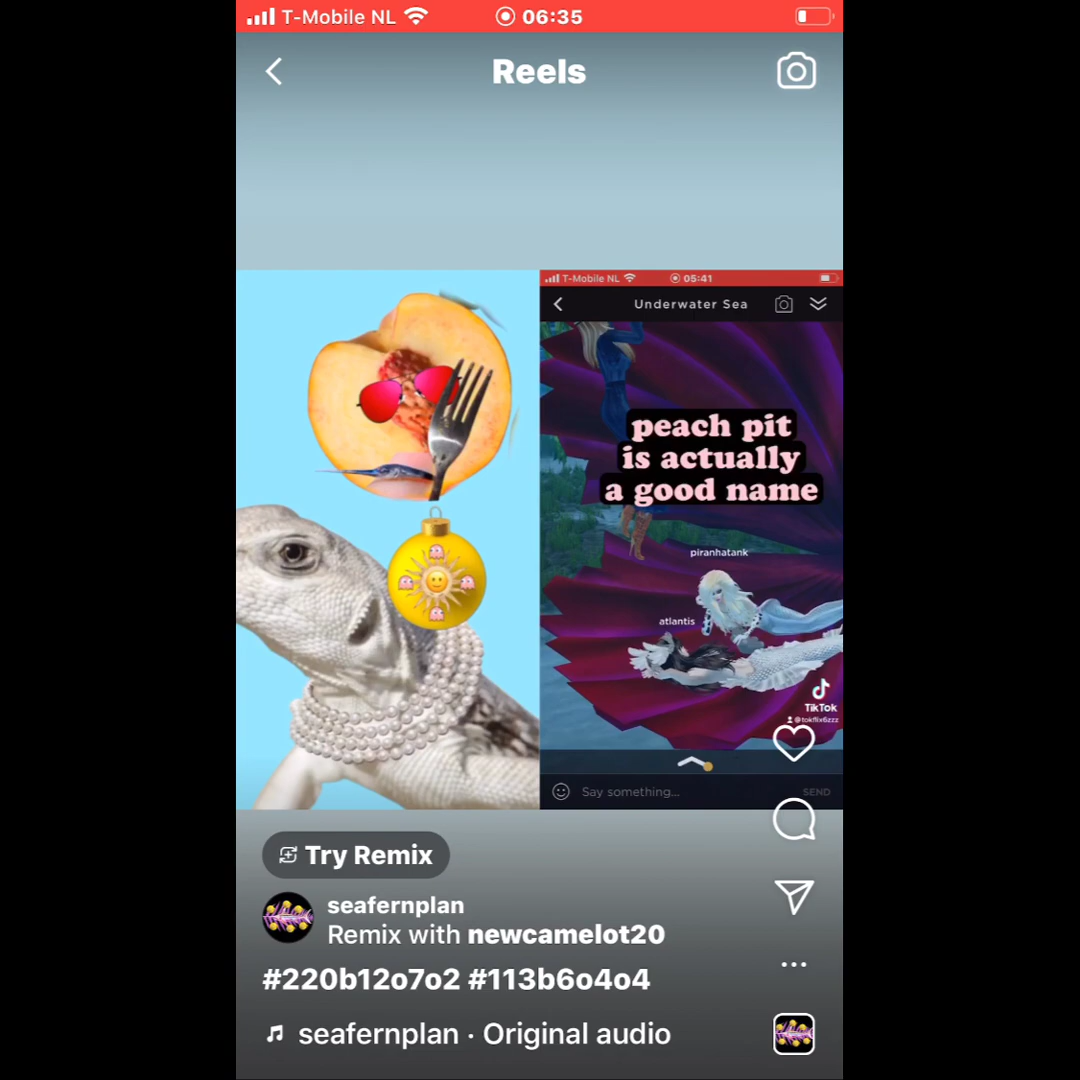 T-Mobile NL 06:35
Reels
T-Mobile NL 05:41
Underwater Sea
peach pit
is actually
a good name
piranhatank
atlantis
TikTok
@tokflix6zzz
Say something... SEND
Try Remix
seafernplan
Remix with newcamelot20
#220b12o7o2 #113b6o4o4
seafernplan · Original audio